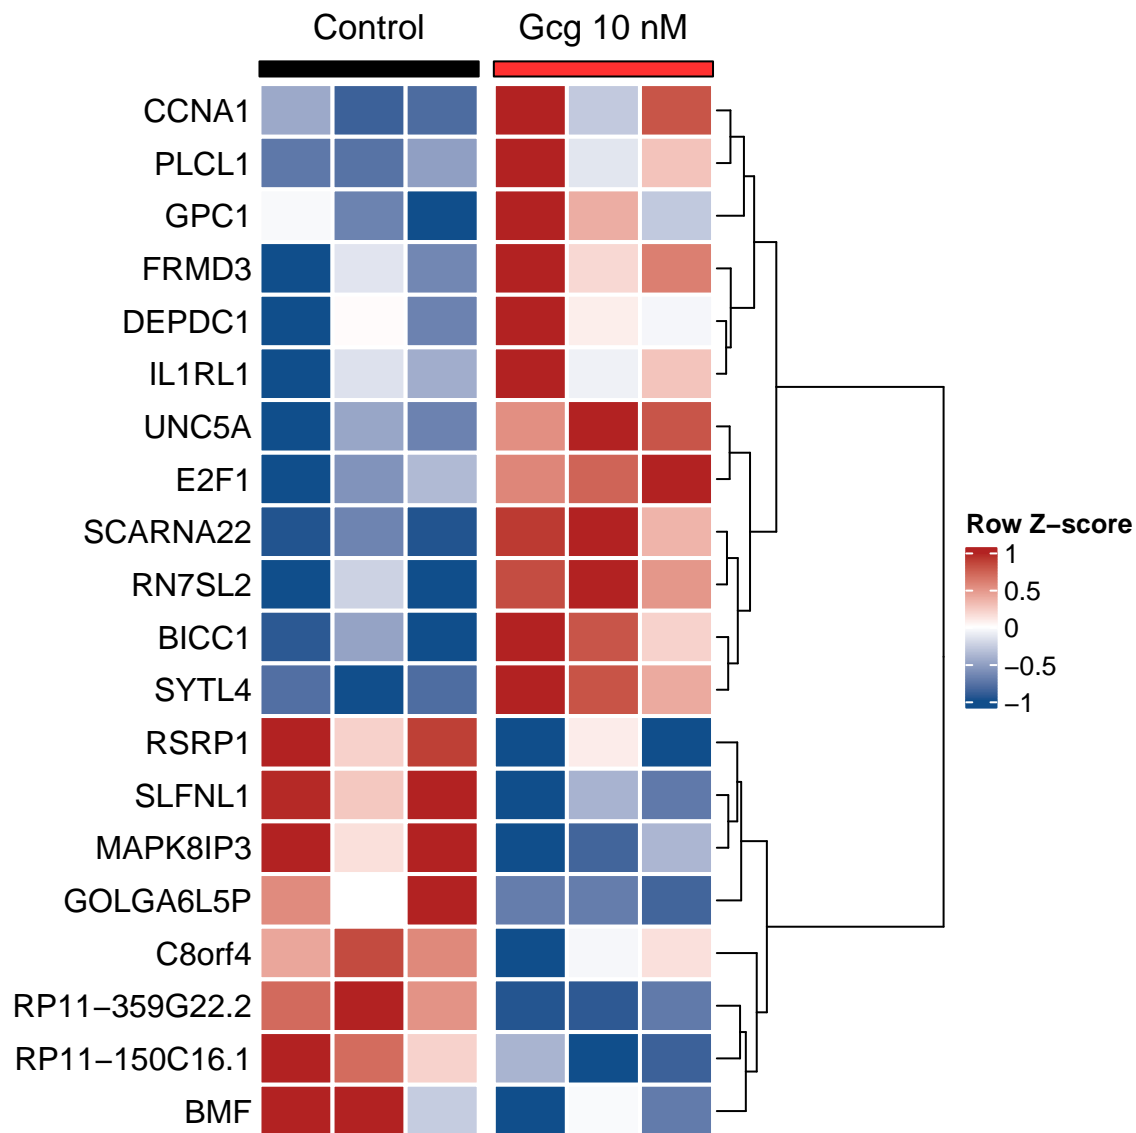 Control Gcg 10 nM
CCNA1
PLCL1
GPC1
FRMD3
DEPDC1
IL1RL1
UNC5A
E2F1
SCARNA22
RN7SL2
BICC1
SYTL4
RSRP1
SLFNL1
MAPK8IP3
GOLGA6L5P
C8orf4
RP11−359G22.2
RP11−150C16.1
BMF
Row Z−score
1
0.5
0
−0.5
−1